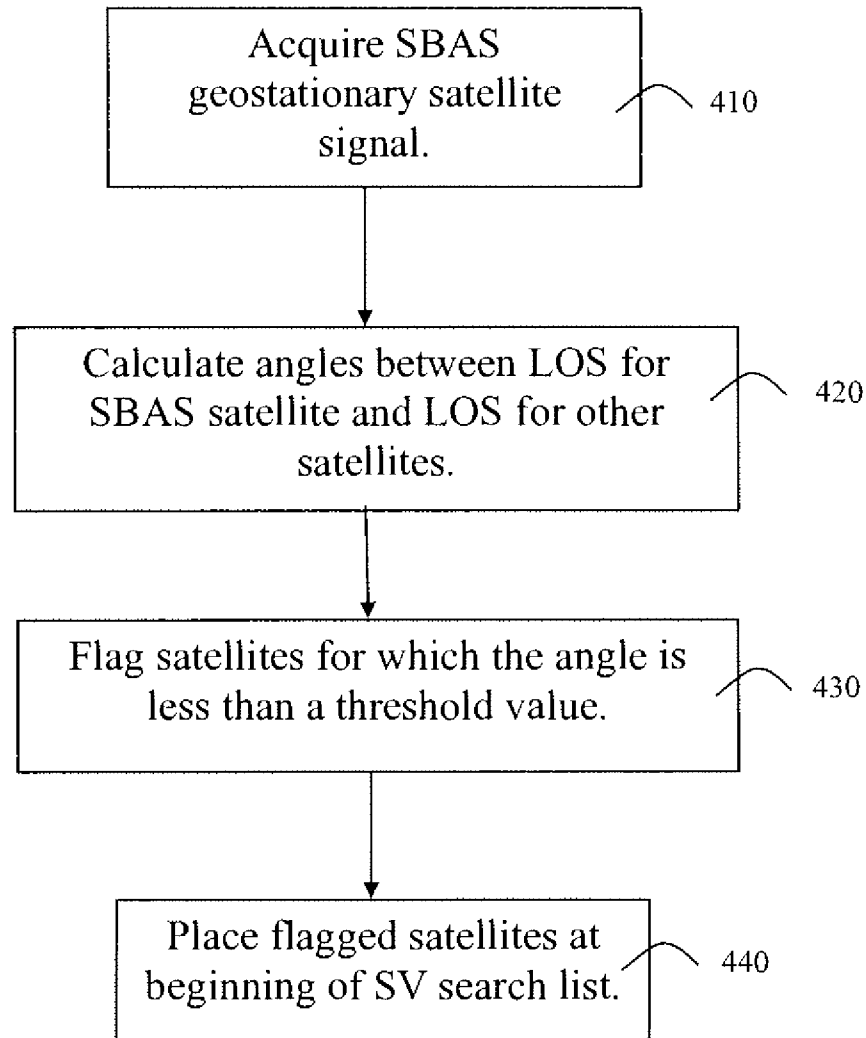 Acquire SBAS
geostationary satellite
signal.
410
Calculate angles between LOS for
SBAS satellite and LOS for other
satellites.
420
Flag satellites for which the angle is
less than a threshold value.
430
Place flagged satellites at
beginning of SV search list.
440